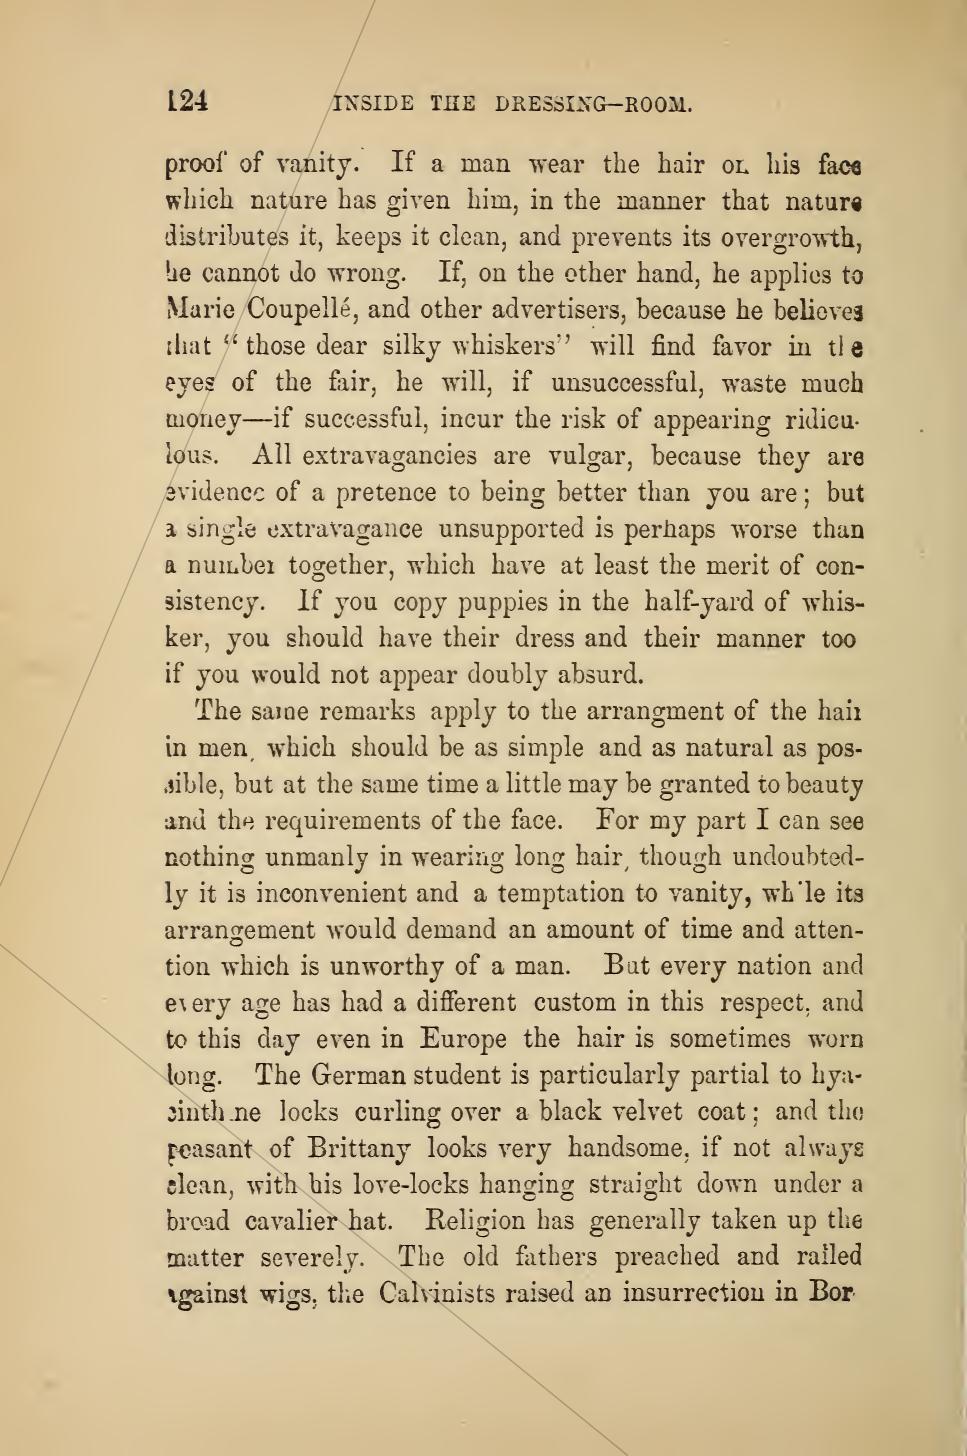 124 INSIDE THE DRESSING-ROOM.
proof of vanity. If a man wear the hair on his face
which nature has given him, in the manner that nature
distributes it, keeps it clean, and prevents its overgrowth,
he cannot do wrong. If, on the other hand, he applies to
Marie Coupellé, and other advertisers, because he believes
that “those dear silky whiskers” will find favor in the
eyes of the fair, he will, if unsuccessful, waste much
money—if successful, incur the risk of appearing ridicu-
lous. All extravagancies are vulgar, because they are
evidence of a pretence to being better than you are; but
a single extravagance unsupported is perhaps worse than
a number together, which have at least the merit of con-
sistency. If you copy puppies in the half-yard of whis-
ker, you should have their dress and their manner too
if you would not appear doubly absurd.
The same remarks apply to the arrangment of the hair
in men, which should be as simple and as natural as pos-
sible, but at the same time a little may be granted to beauty
and the requirements of the face. For my part I can see
nothing unmanly in wearing long hair, though undoubted-
ly it is inconvenient and a temptation to vanity, while its
arrangement would demand an amount of time and atten-
tion which is unworthy of a man. But every nation and
every age has had a different custom in this respect, and
to this day even in Europe the hair is sometimes worn
long. The German student is particularly partial to hya-
cinthine locks curling over a black velvet coat; and the
peasant of Brittany looks very handsome, if not always
clean, with his love-locks hanging straight down under a
broad cavalier hat. Religion has generally taken up the
matter severely. The old fathers preached and railed
against wigs, the Calvinists raised an insurrection in Bor-